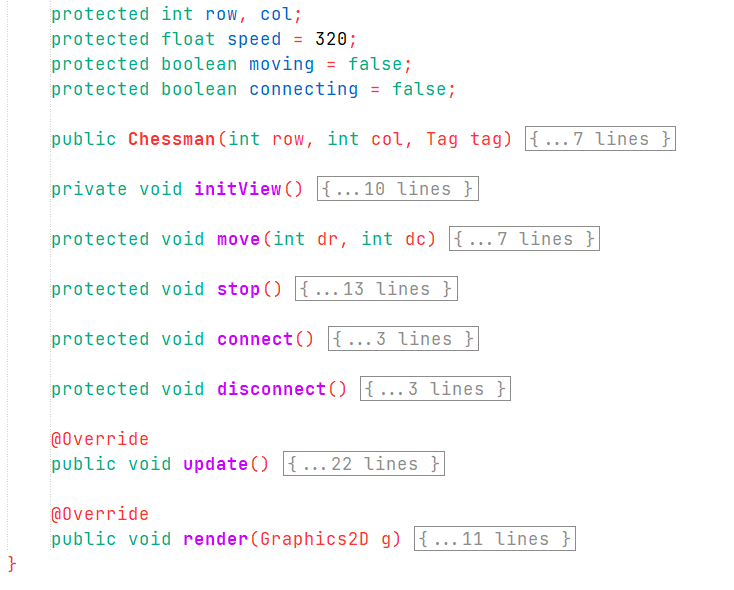 protected int row, col;
protected float speed = 320;
protected boolean moving = false;
protected boolean connecting = false;
public Chessman(int row, int col, Tag tag) {...7 lines }
private void initView() {...10 lines }
protected void move(int dr, int dc) {...7 lines }
protected void stop() {...13 lines }
protected void connect() {...3 lines }
protected void disconnect() {...3 lines }
@Override
public void update() {...22 lines }
@Override
public void render(Graphics2D g) {...11 lines }
}